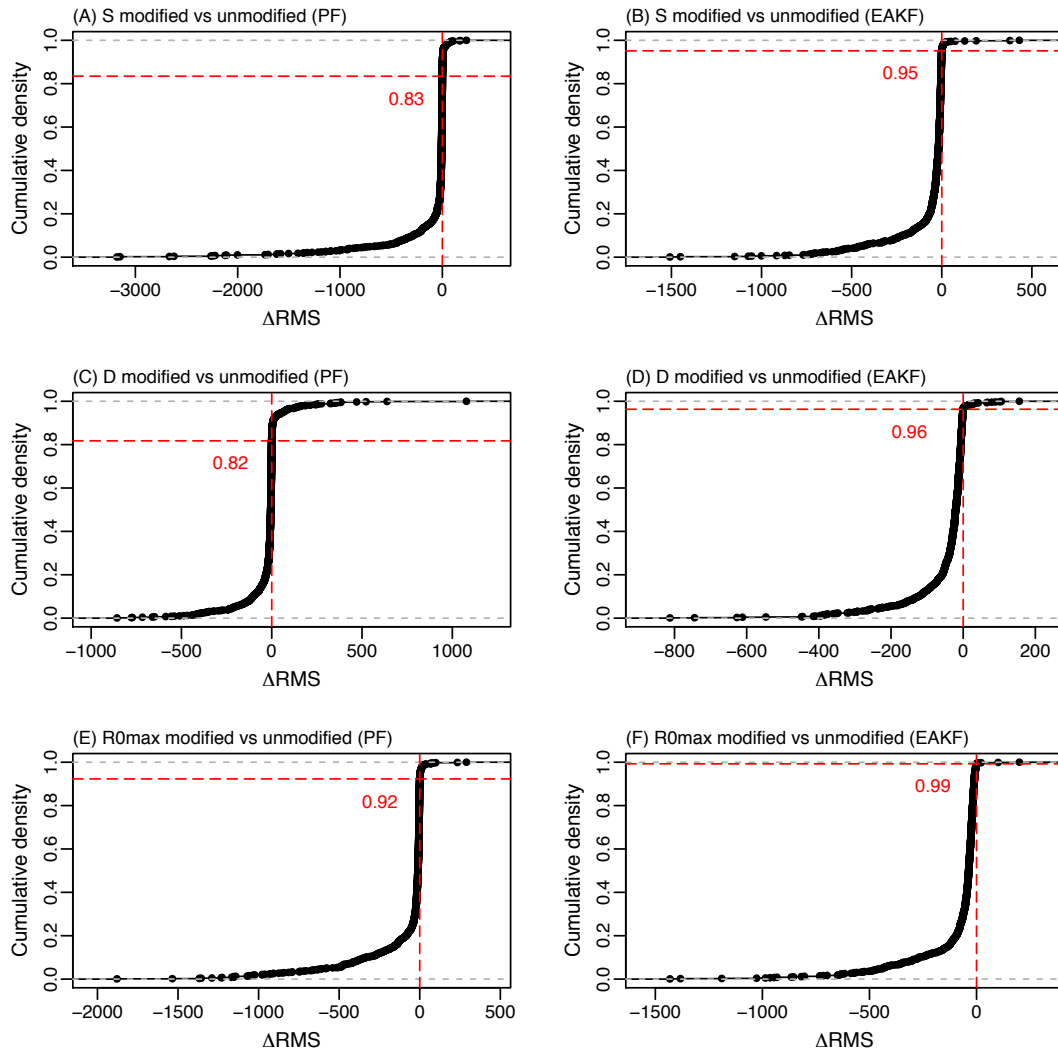 (A) S modified vs unmodified (PF)
Cumulative density
0.0 0.2 0.4 0.6 0.8 1.0
0.83
−3000 −2000 −1000 0
ΔRMS
(B) S modified vs unmodified (EAKF)
Cumulative density
0.0 0.2 0.4 0.6 0.8 1.0
0.95
−1500 −1000 −500 0 500
ΔRMS
(C) D modified vs unmodified (PF)
Cumulative density
0.0 0.2 0.4 0.6 0.8 1.0
0.82
−1000 −500 0 500 1000
ΔRMS
(D) D modified vs unmodified (EAKF)
Cumulative density
0.0 0.2 0.4 0.6 0.8 1.0
0.96
−800 −600 −400 −200 0 200
ΔRMS
(E) R0max modified vs unmodified (PF)
Cumulative density
0.0 0.2 0.4 0.6 0.8 1.0
0.92
−2000 −1500 −1000 −500 0 500
ΔRMS
(F) R0max modified vs unmodified (EAKF)
Cumulative density
0.0 0.2 0.4 0.6 0.8 1.0
0.99
−1500 −1000 −500 0
ΔRMS